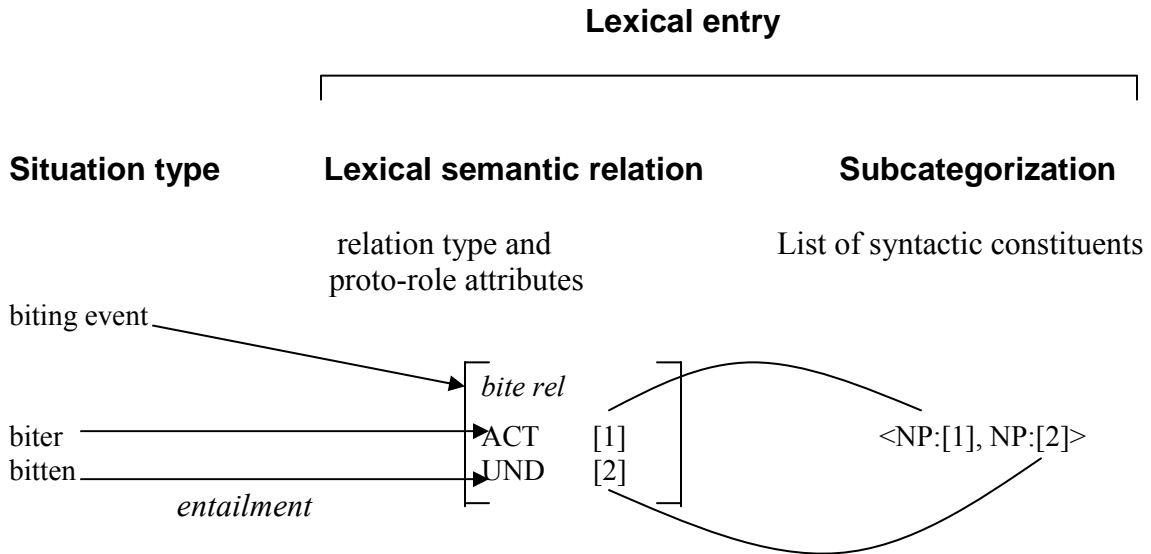 Lexical entry
Situation type Lexical semantic relation Subcategorization
relation type and List of syntactic constituents
proto-role attributes
biting event
bite rel
biter ACT [1] <NP:[1], NP:[2]>
bitten UND [2]
entailment